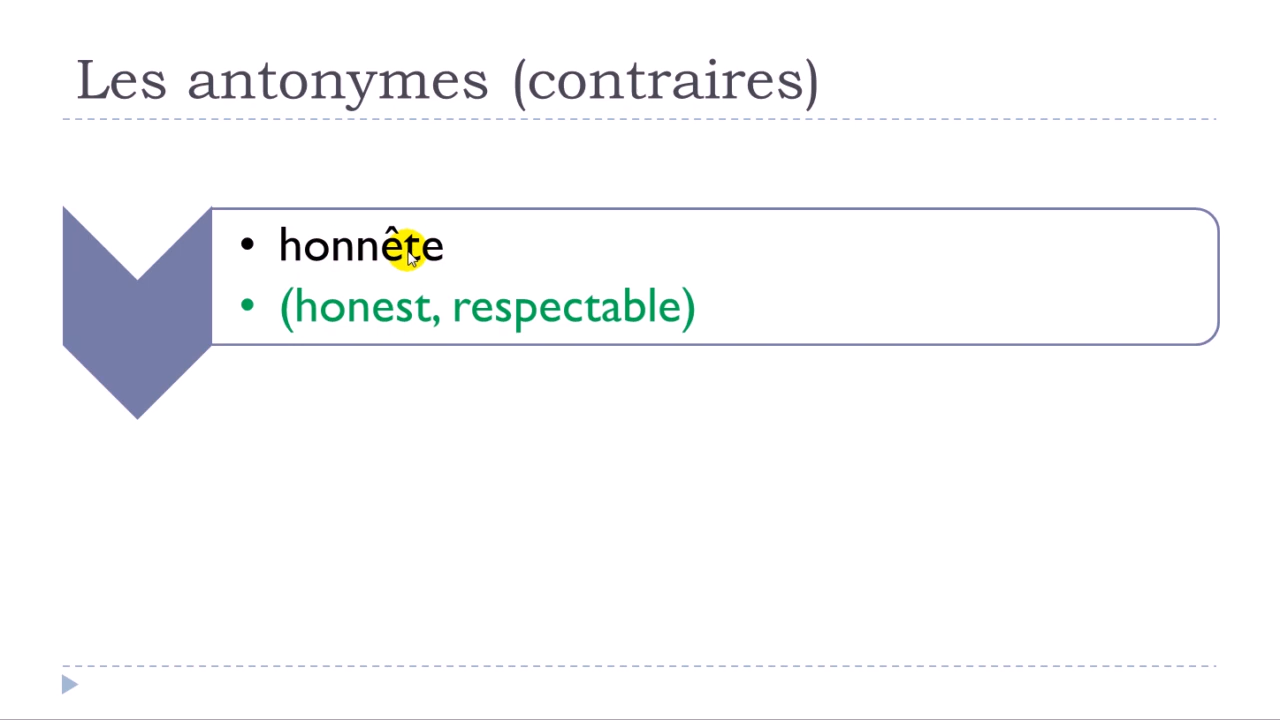 Les antonymes (contraires)
• honnête
• (honest, respectable)